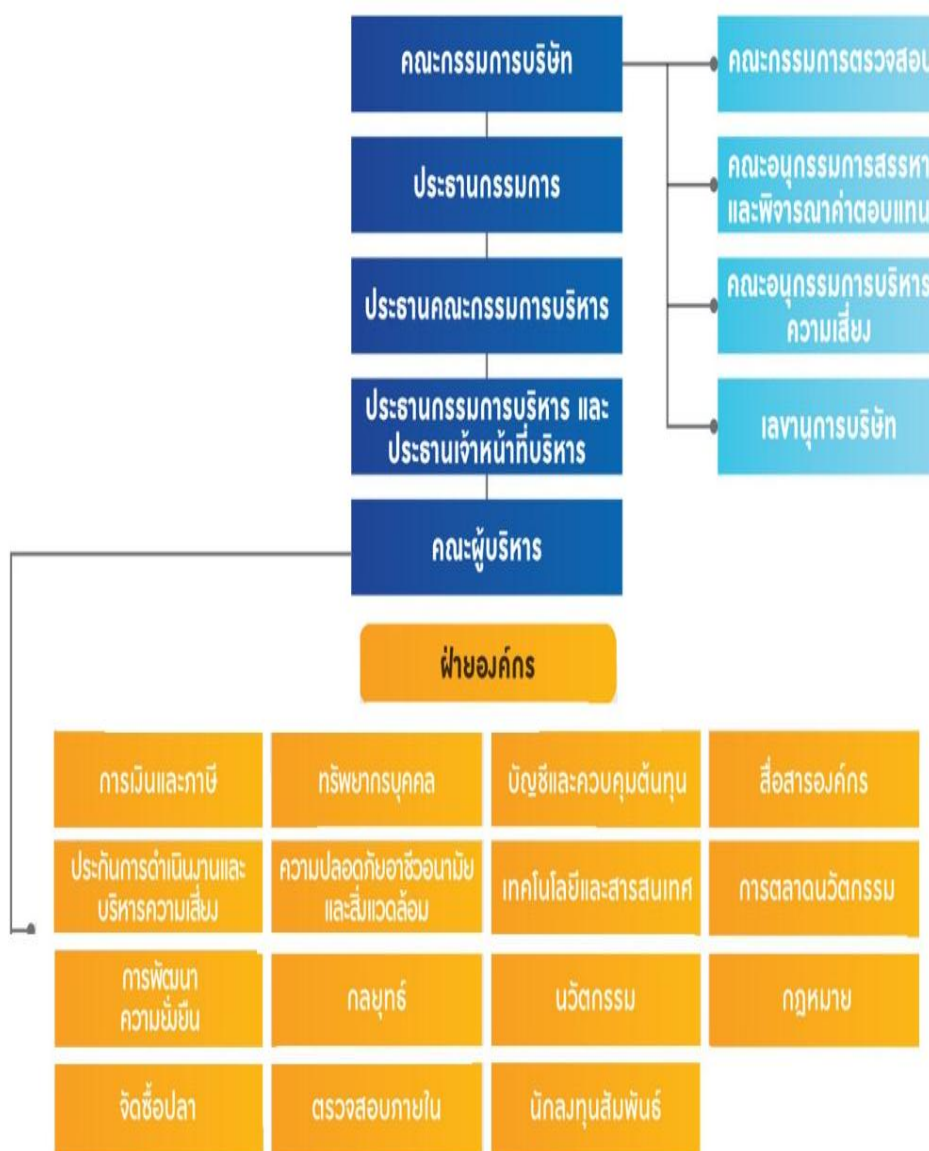 คณะกรรมการบริษัท
คณะกรรมการตรวจสอบ
ประธานกรรมการ
คณะอนุกรรมการสรรหา
และพิจารณาค่าตอบแทน
ประธานคณะกรรมการบริหาร
คณะอนุกรรมการบริหาร
ความเสี่ยง
ประธานกรรมการบริหาร และ
ประธานเจ้าหน้าที่บริหาร
เลขานุการบริษัท
คณะผู้บริหาร
ฝ่ายองค์กร
การเงินและภาษี
ทรัพยากรบุคคล
บัญชีและควบคุมต้นทุน
สื่อสารองค์กร
ประกันการดำเนินงานและ
บริหารความเสี่ยง
ความปลอดภัยอาชีวอนามัย
และสิ่งแวดล้อม
เทคโนโลยีและสารสนเทศ
การตลาดนวัตกรรม
การพัฒนา
ความยั่งยืน
กลยุทธ์
นวัตกรรม
กฎหมาย
จัดซื้อปลา
ตรวจสอบภายใน
นักลงทุนสัมพันธ์